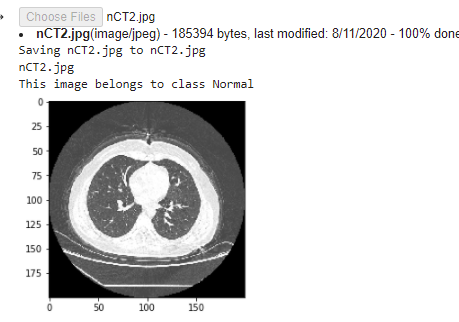 Choose Files nCT2.jpg
nCT2.jpg(image/jpeg) - 185394 bytes, last modified: 8/11/2020 - 100% done
Saving nCT2.jpg to nCT2.jpg
nCT2.jpg
This image belongs to class Normal
0
25
50
75
100
125
150
175
0 50 100 150